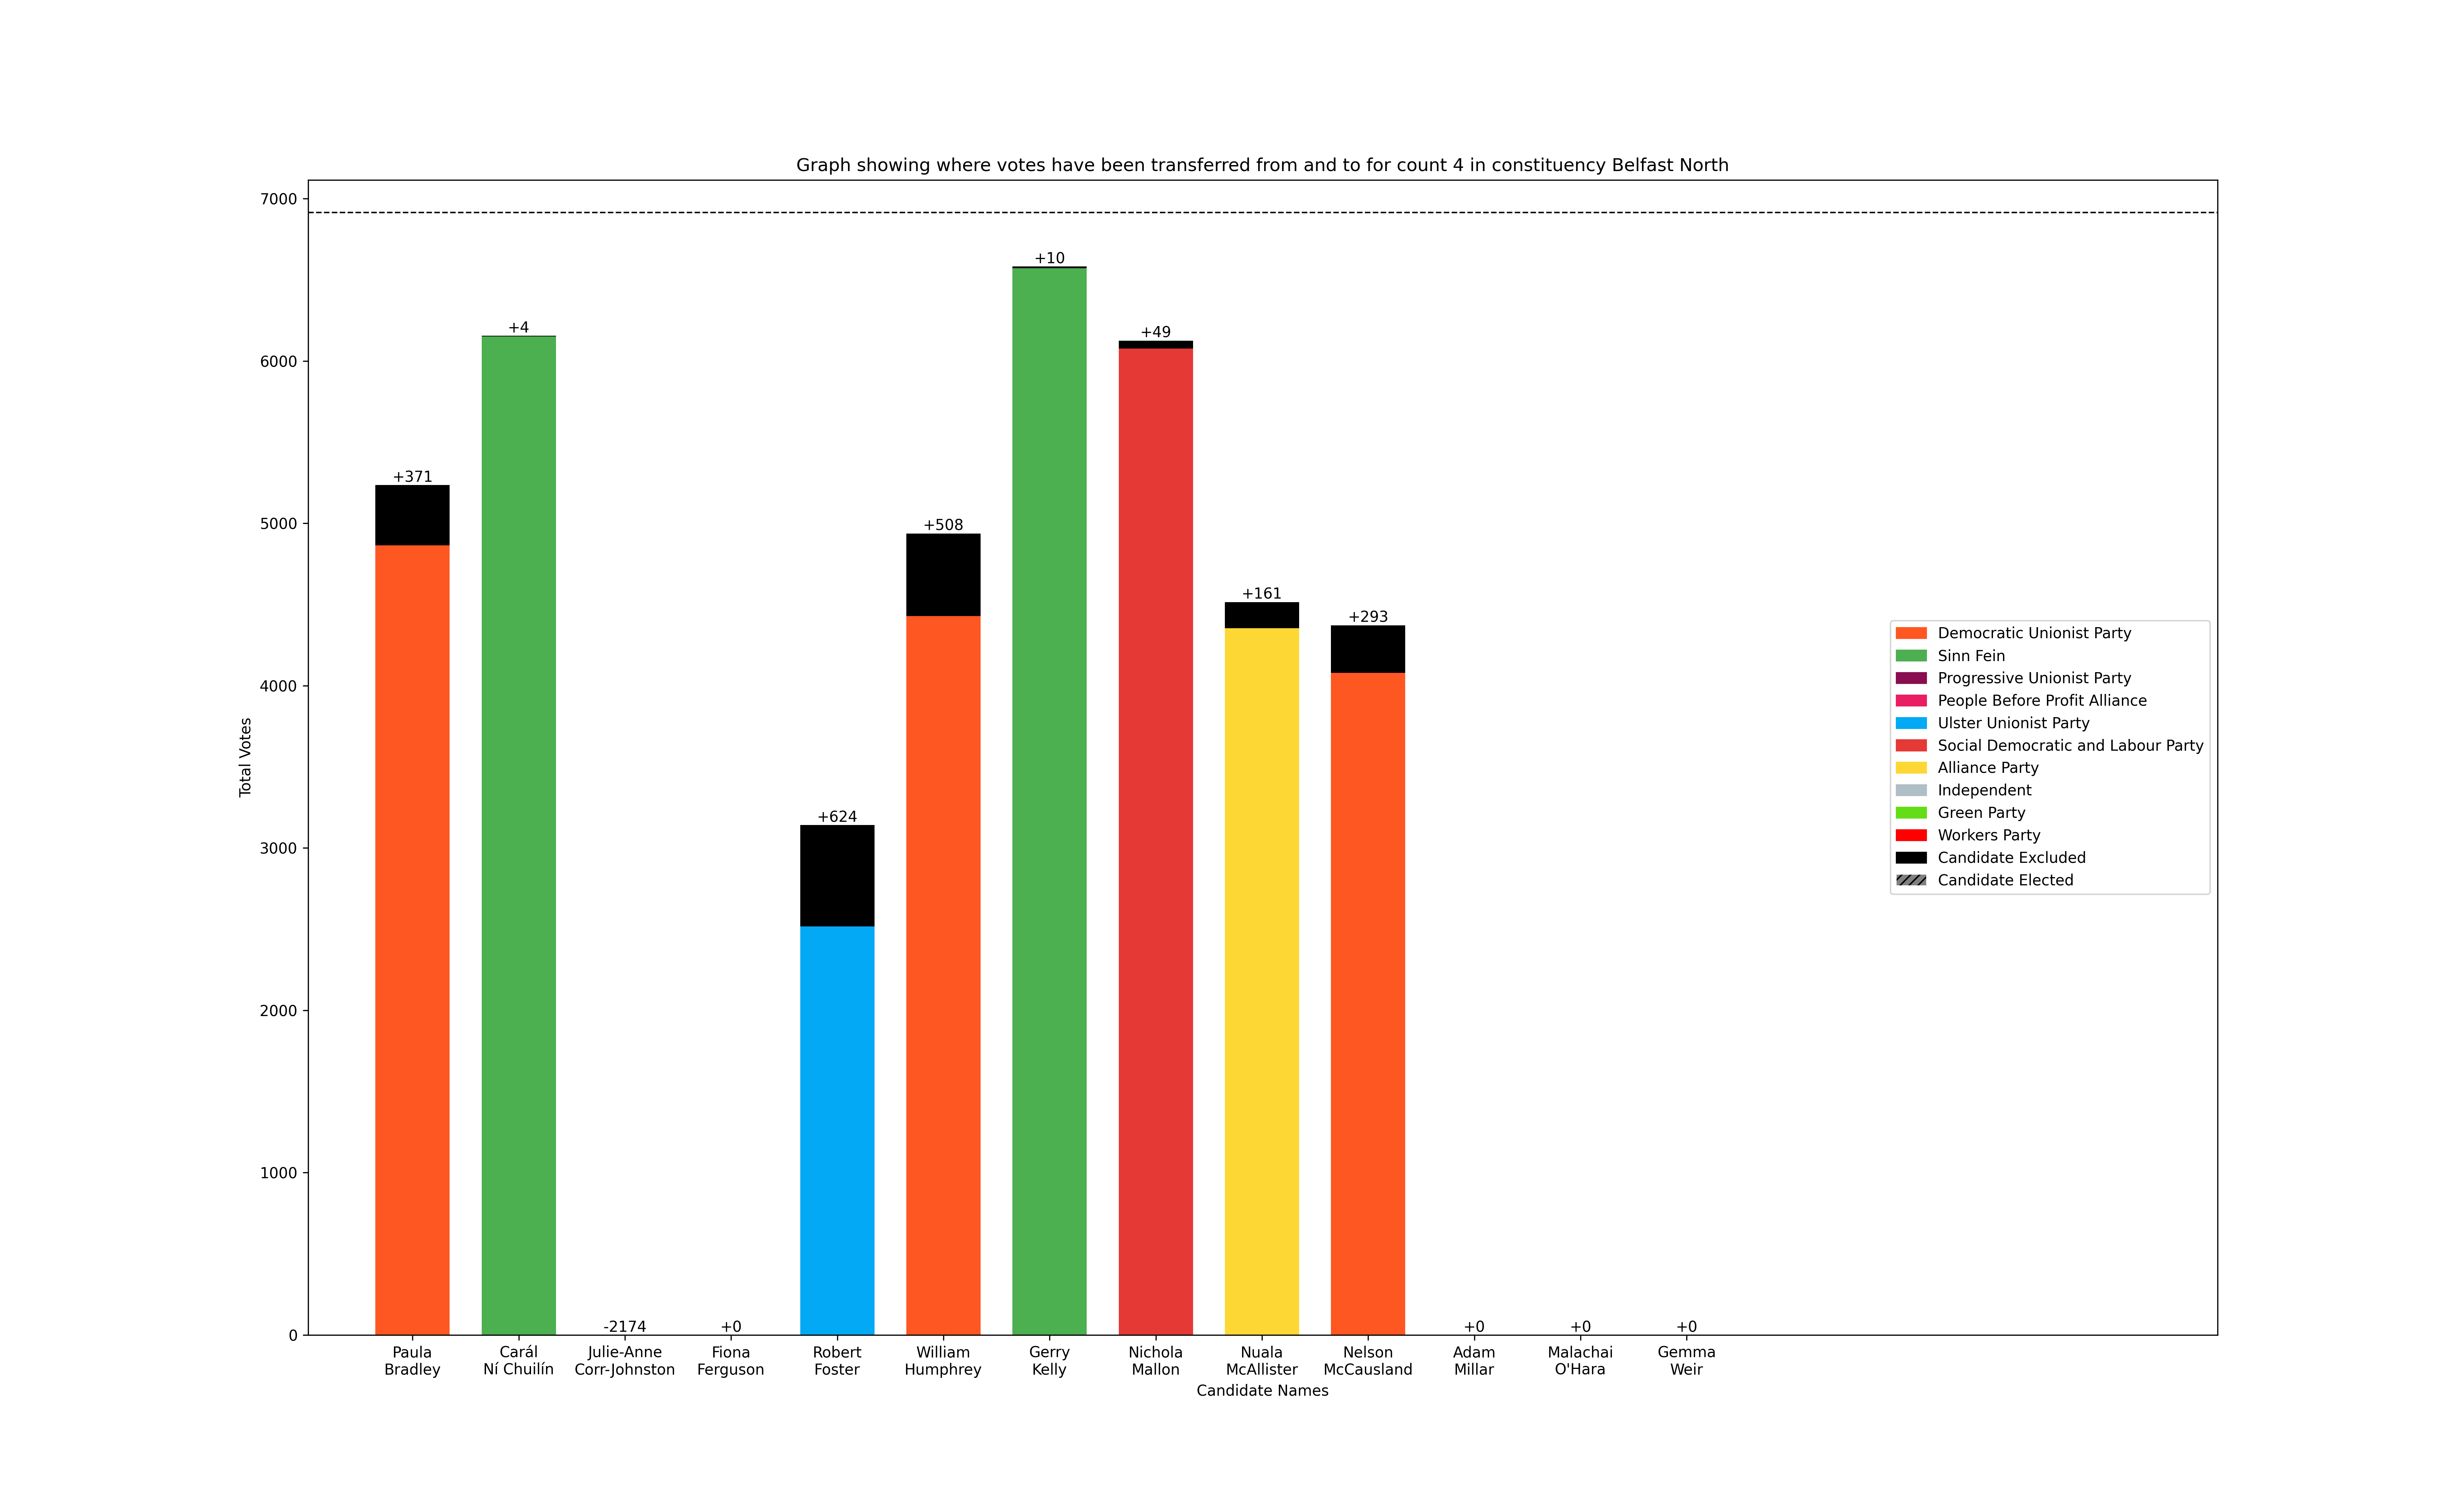 Graph showing where votes have been transferred from and to for count 4 in constituency Belfast North
7000
6000
5000
4000
3000
2000
1000
0
Total Votes
+371
+4
-2174
+0
+624
+508
+10
+49
+161
+293
+0
+0
+0
Paula
Bradley
Carál
Ní Chuilín
Julie-Anne
Corr-Johnston
Fiona
Ferguson
Robert
Foster
William
Humphrey
Gerry
Kelly
Nichola
Mallon
Nuala
McAllister
Nelson
McCausland
Adam
Millar
Malachai
O'Hara
Gemma
Weir
Candidate Names
Democratic Unionist Party
Sinn Fein
Progressive Unionist Party
People Before Profit Alliance
Ulster Unionist Party
Social Democratic and Labour Party
Alliance Party
Independent
Green Party
Workers Party
Candidate Excluded
Candidate Elected